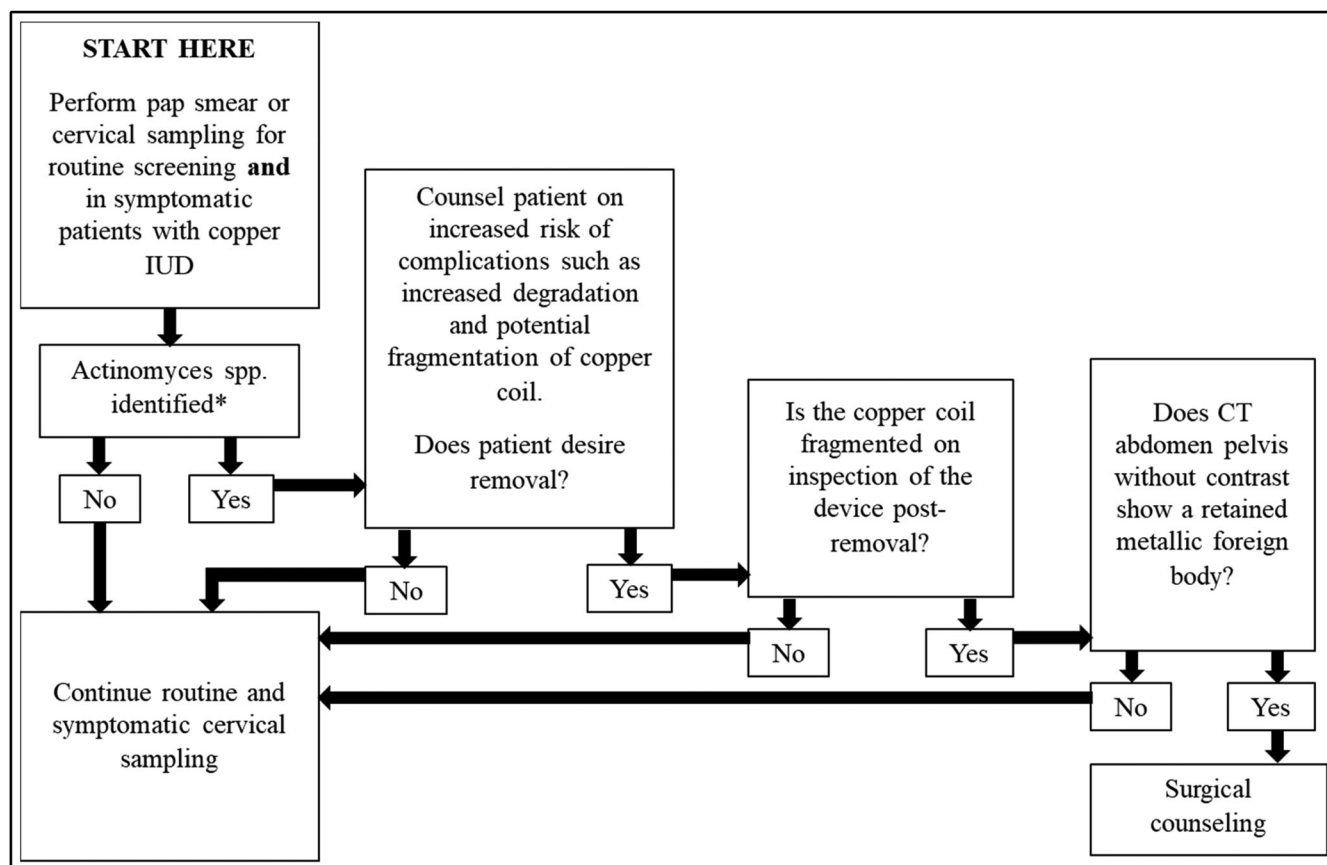 START HERE
Perform pap smear or
cervical sampling for
routine screening and
in symptomatic
patients with copper
IUD
Actinomyces spp.
identified*
No
Yes
Counsel patient on
increased risk of
complications such as
increased degradation
and potential
fragmentation of copper
coil.
Does patient desire
removal?
No
Yes
Is the copper coil
fragmented on
inspection of the
device post-
removal?
No
Yes
Does CT
abdomen pelvis
without contrast
show a retained
metallic foreign
body?
No
Yes
Continue routine and
symptomatic cervical
sampling
Surgical
counseling